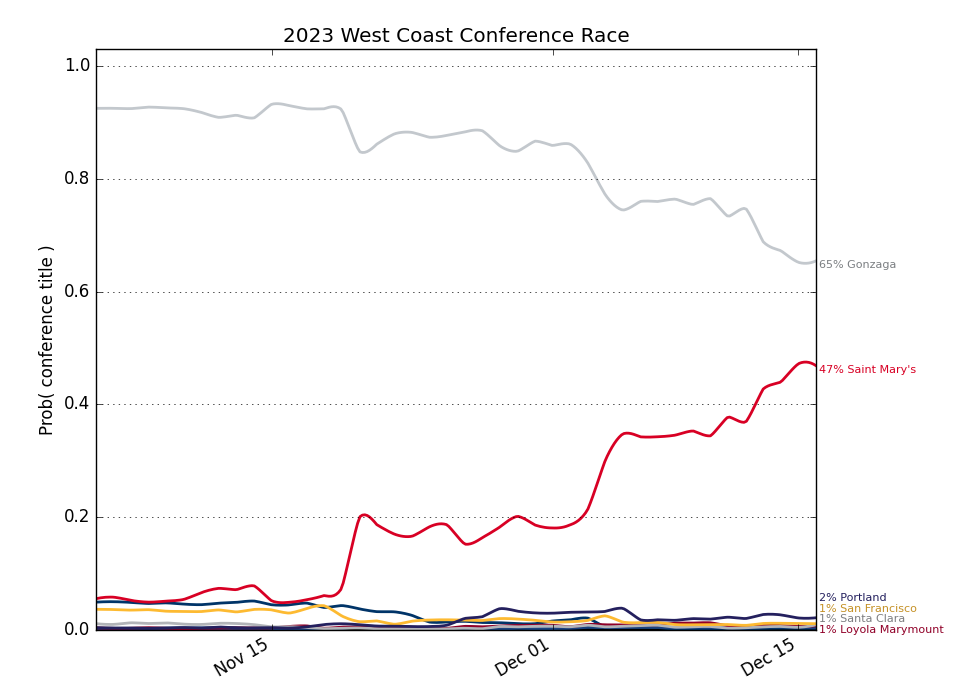 2023 West Coast Conference Race
Prob( conference title )
1.0
0.8
0.6
0.4
0.2
0.0
Nov 15
Dec 01
Dec 15
65% Gonzaga
47% Saint Mary's
2% Portland
1% San Francisco
1% Santa Clara
1% Loyola Marymount